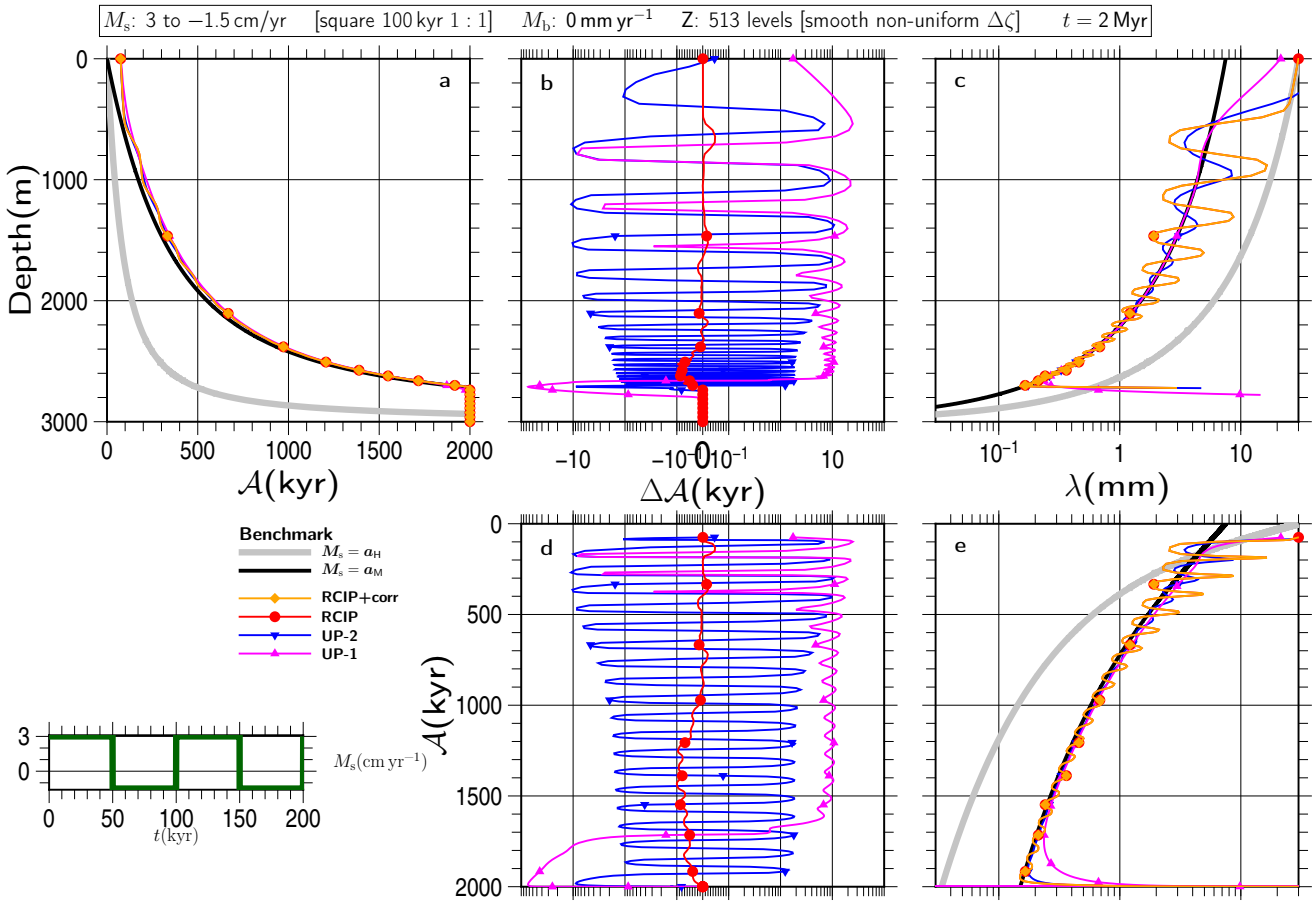 Mₛ: 3 to −1.5 cm/yr [square 100 kyr 1 : 1] M_b: 0 mm yr⁻¹ Z: 513 levels [smooth non-uniform Δζ] t = 2 Myr
0
1000
2000
3000
Depth(m)
a
b
c
0 500 1000 1500 2000
𝒜(kyr)
−10 −10⁻¹ 0 10⁻¹ 10
Δ𝒜(kyr)
10⁻¹ 1 10
λ(mm)
Benchmark
Mₛ = a_H
Mₛ = a_M
RCIP+corr
RCIP
UP-2
UP-1
3
0
Mₛ(cm yr⁻¹)
0 50 100 150 200
t(kyr)
0
500
1000
1500
2000
𝒜(kyr)
d
e